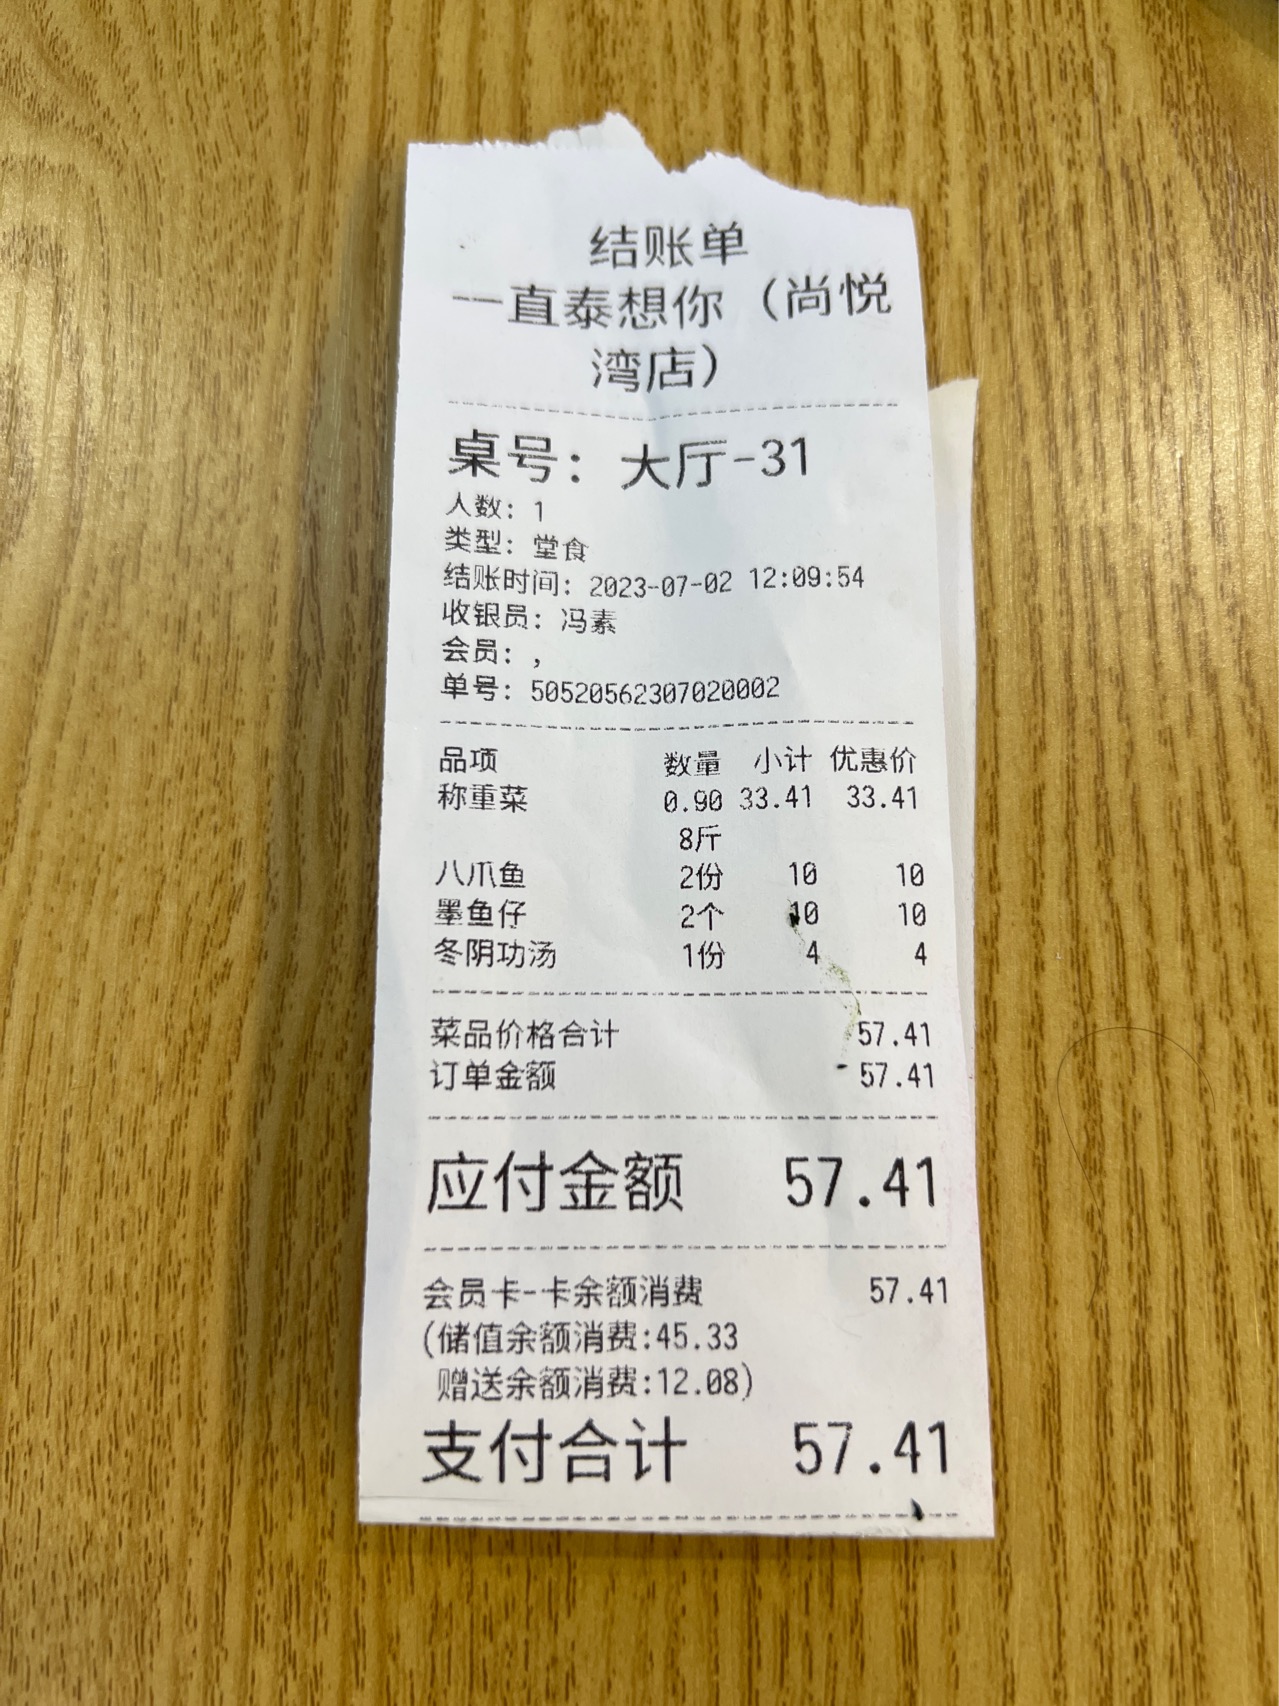 结账单
一直泰想你（尚悦
湾店）
桌号：大厅-31
人数：1
类型：堂食
结账时间：2023-07-02 12:09:54
收银员：冯素
会员：,
单号：50520562307020002
品项 数量 小计 优惠价
称重菜 0.90 33.41 33.41
8斤
八爪鱼 2份 10 10
墨鱼仔 2个 10 10
冬阴功汤 1份 4 4
菜品价格合计 57.41
订单金额 57.41
应付金额 57.41
会员卡-卡余额消费 57.41
(储值余额消费:45.33
赠送余额消费:12.08)
支付合计 57.41